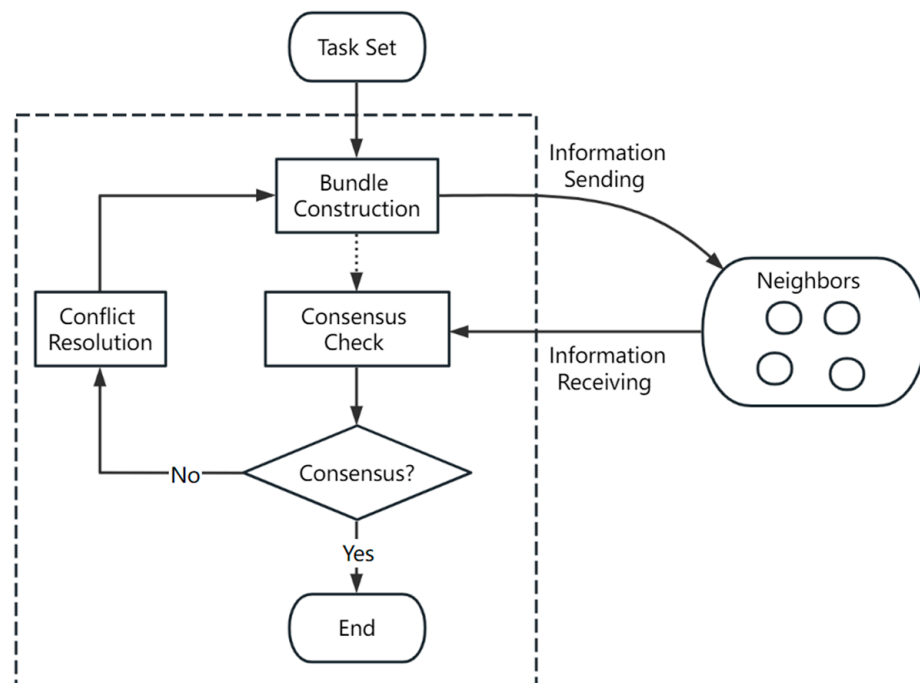 Task Set
Information
Sending
Bundle
Construction
Neighbors
Conflict
Resolution
Consensus
Check
Information
Receiving
Consensus?
No
Yes
End